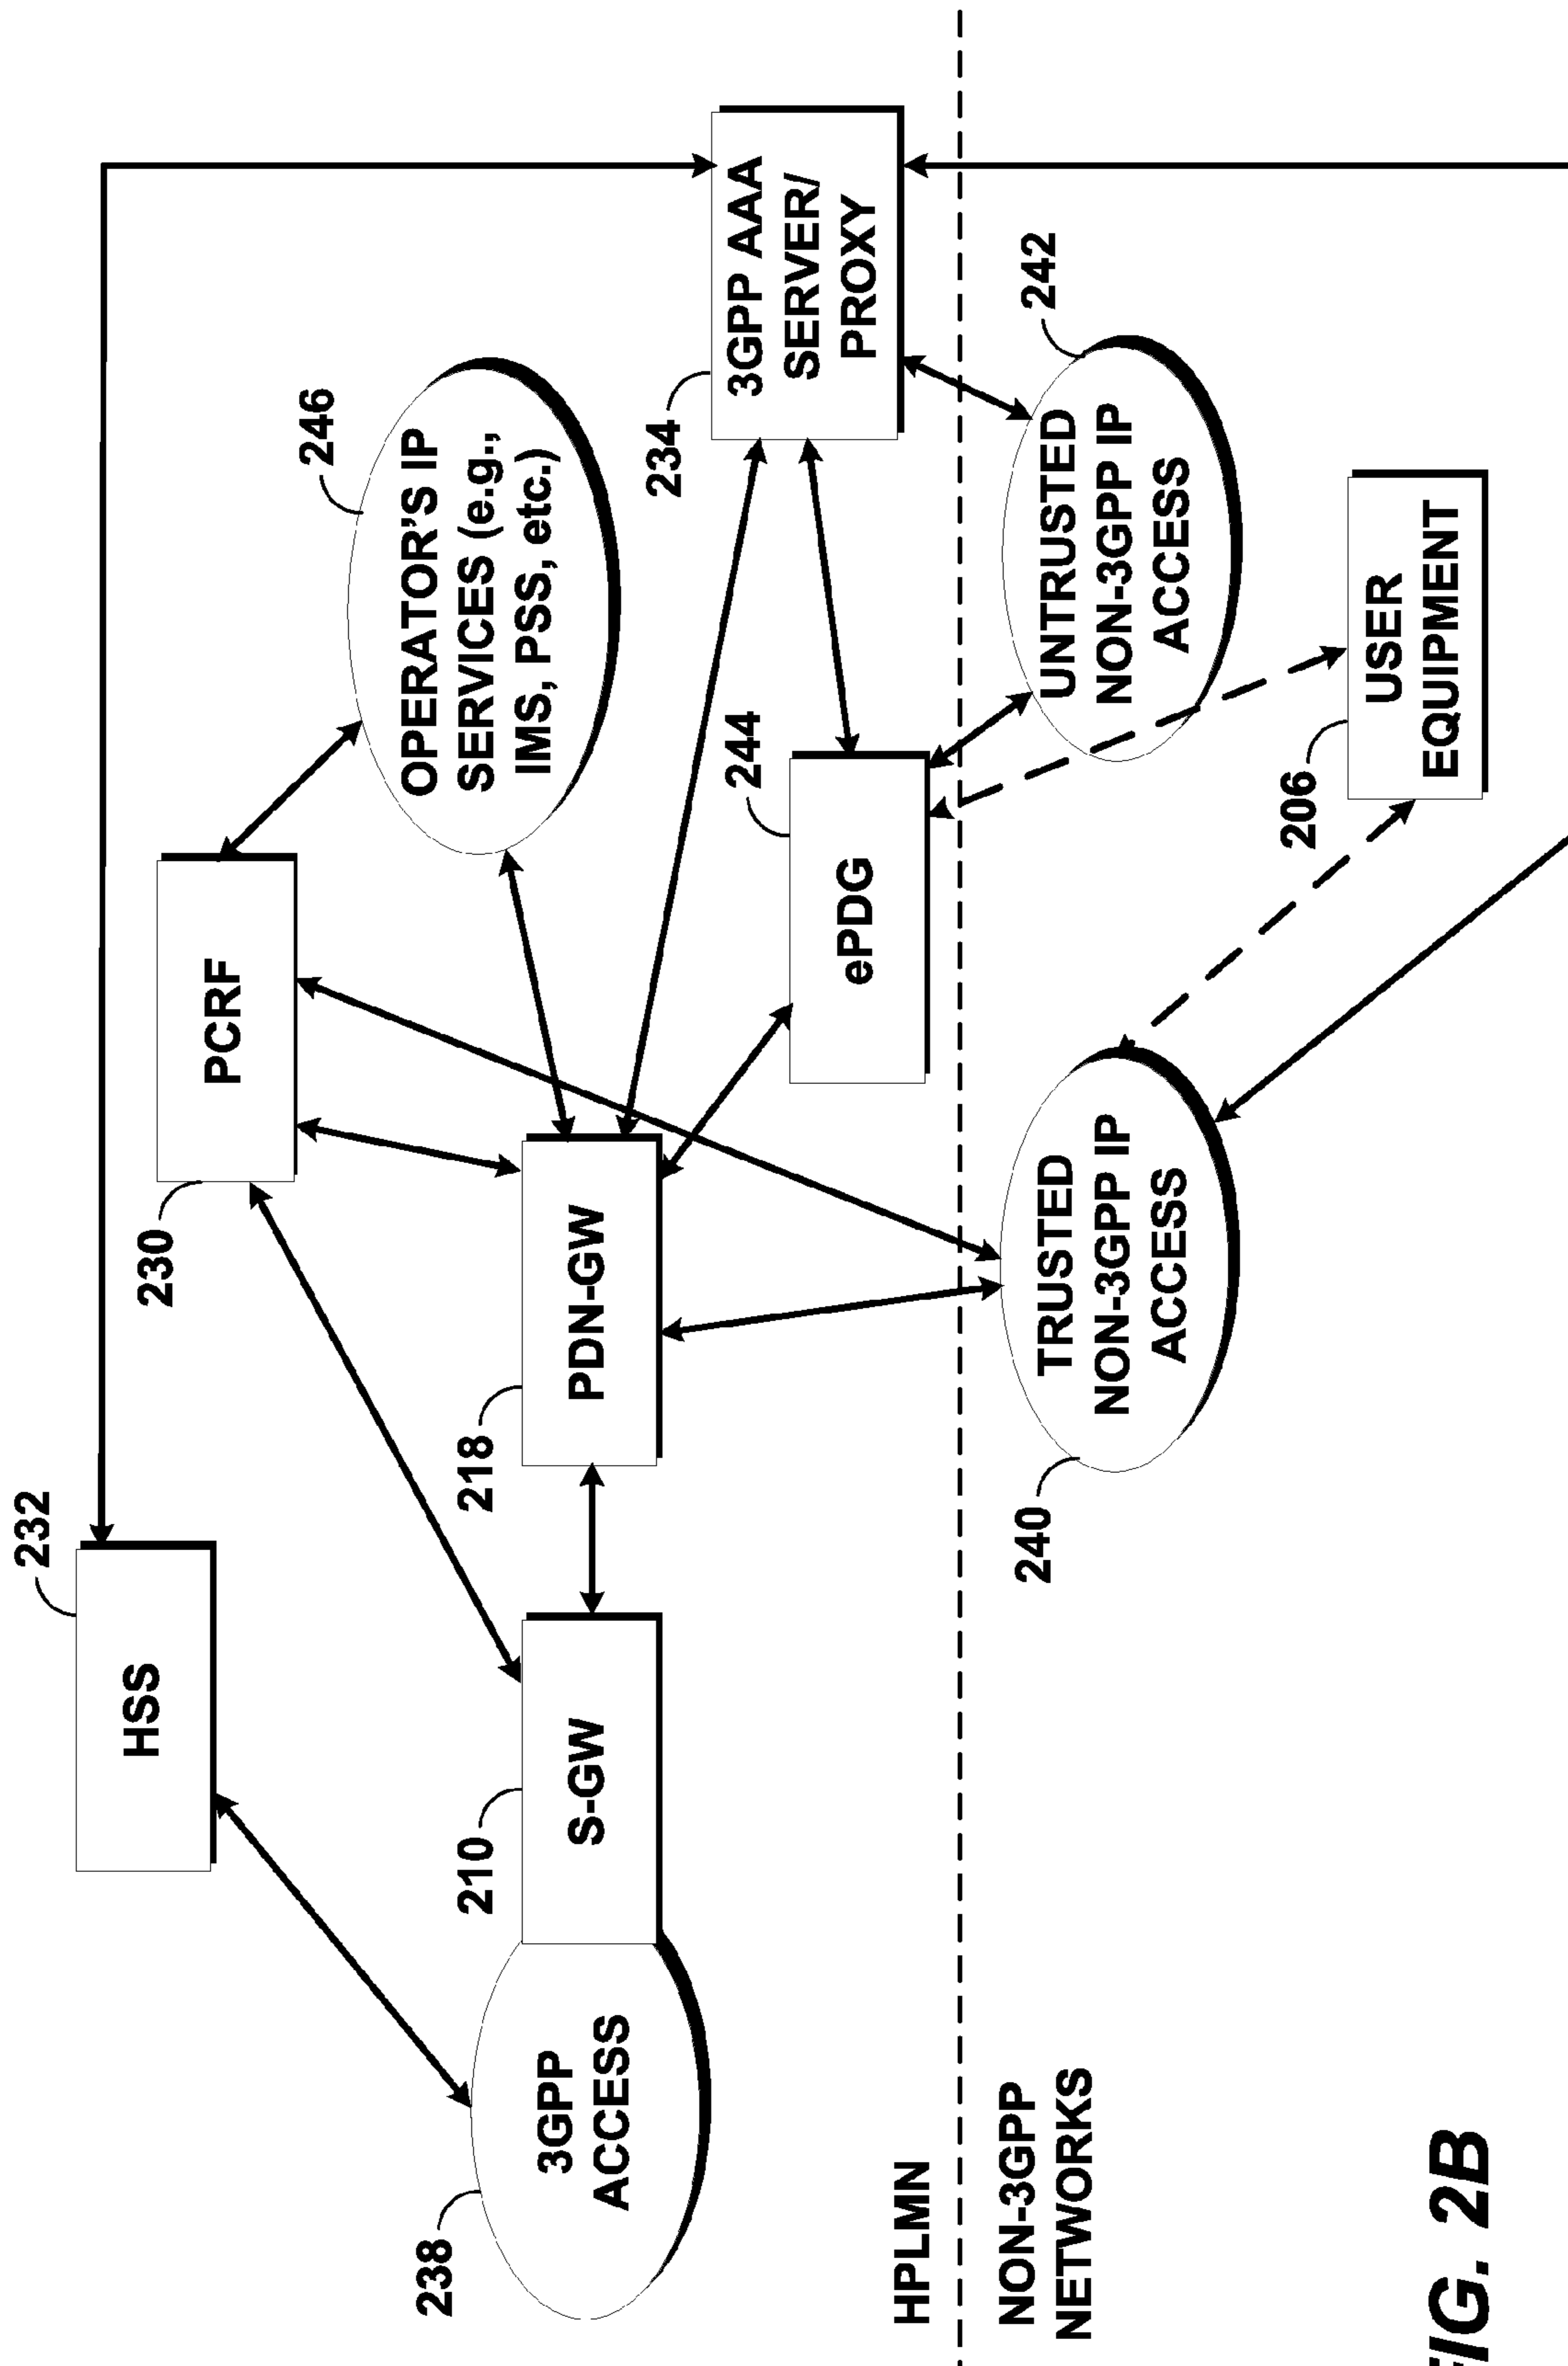 232
HSS
230
PCRF
246
OPERATOR'S IP
SERVICES (e.g.,
IMS, PSS, etc.)
238
3GPP
ACCESS
210
S-GW
218
PDN-GW
234
3GPP AAA
SERVER/
PROXY
244
ePDG
HPLMN
NON-3GPP
NETWORKS
240
TRUSTED
NON-3GPP IP
ACCESS
242
UNTRUSTED
NON-3GPP IP
ACCESS
206
USER
EQUIPMENT
FIG. 2B